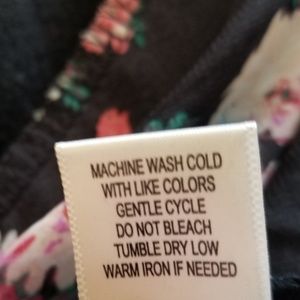 MACHINE WASH COLD
WITH LIKE COLORS
GENTLE CYCLE
DO NOT BLEACH
TUMBLE DRY LOW
WARM IRON IF NEEDED